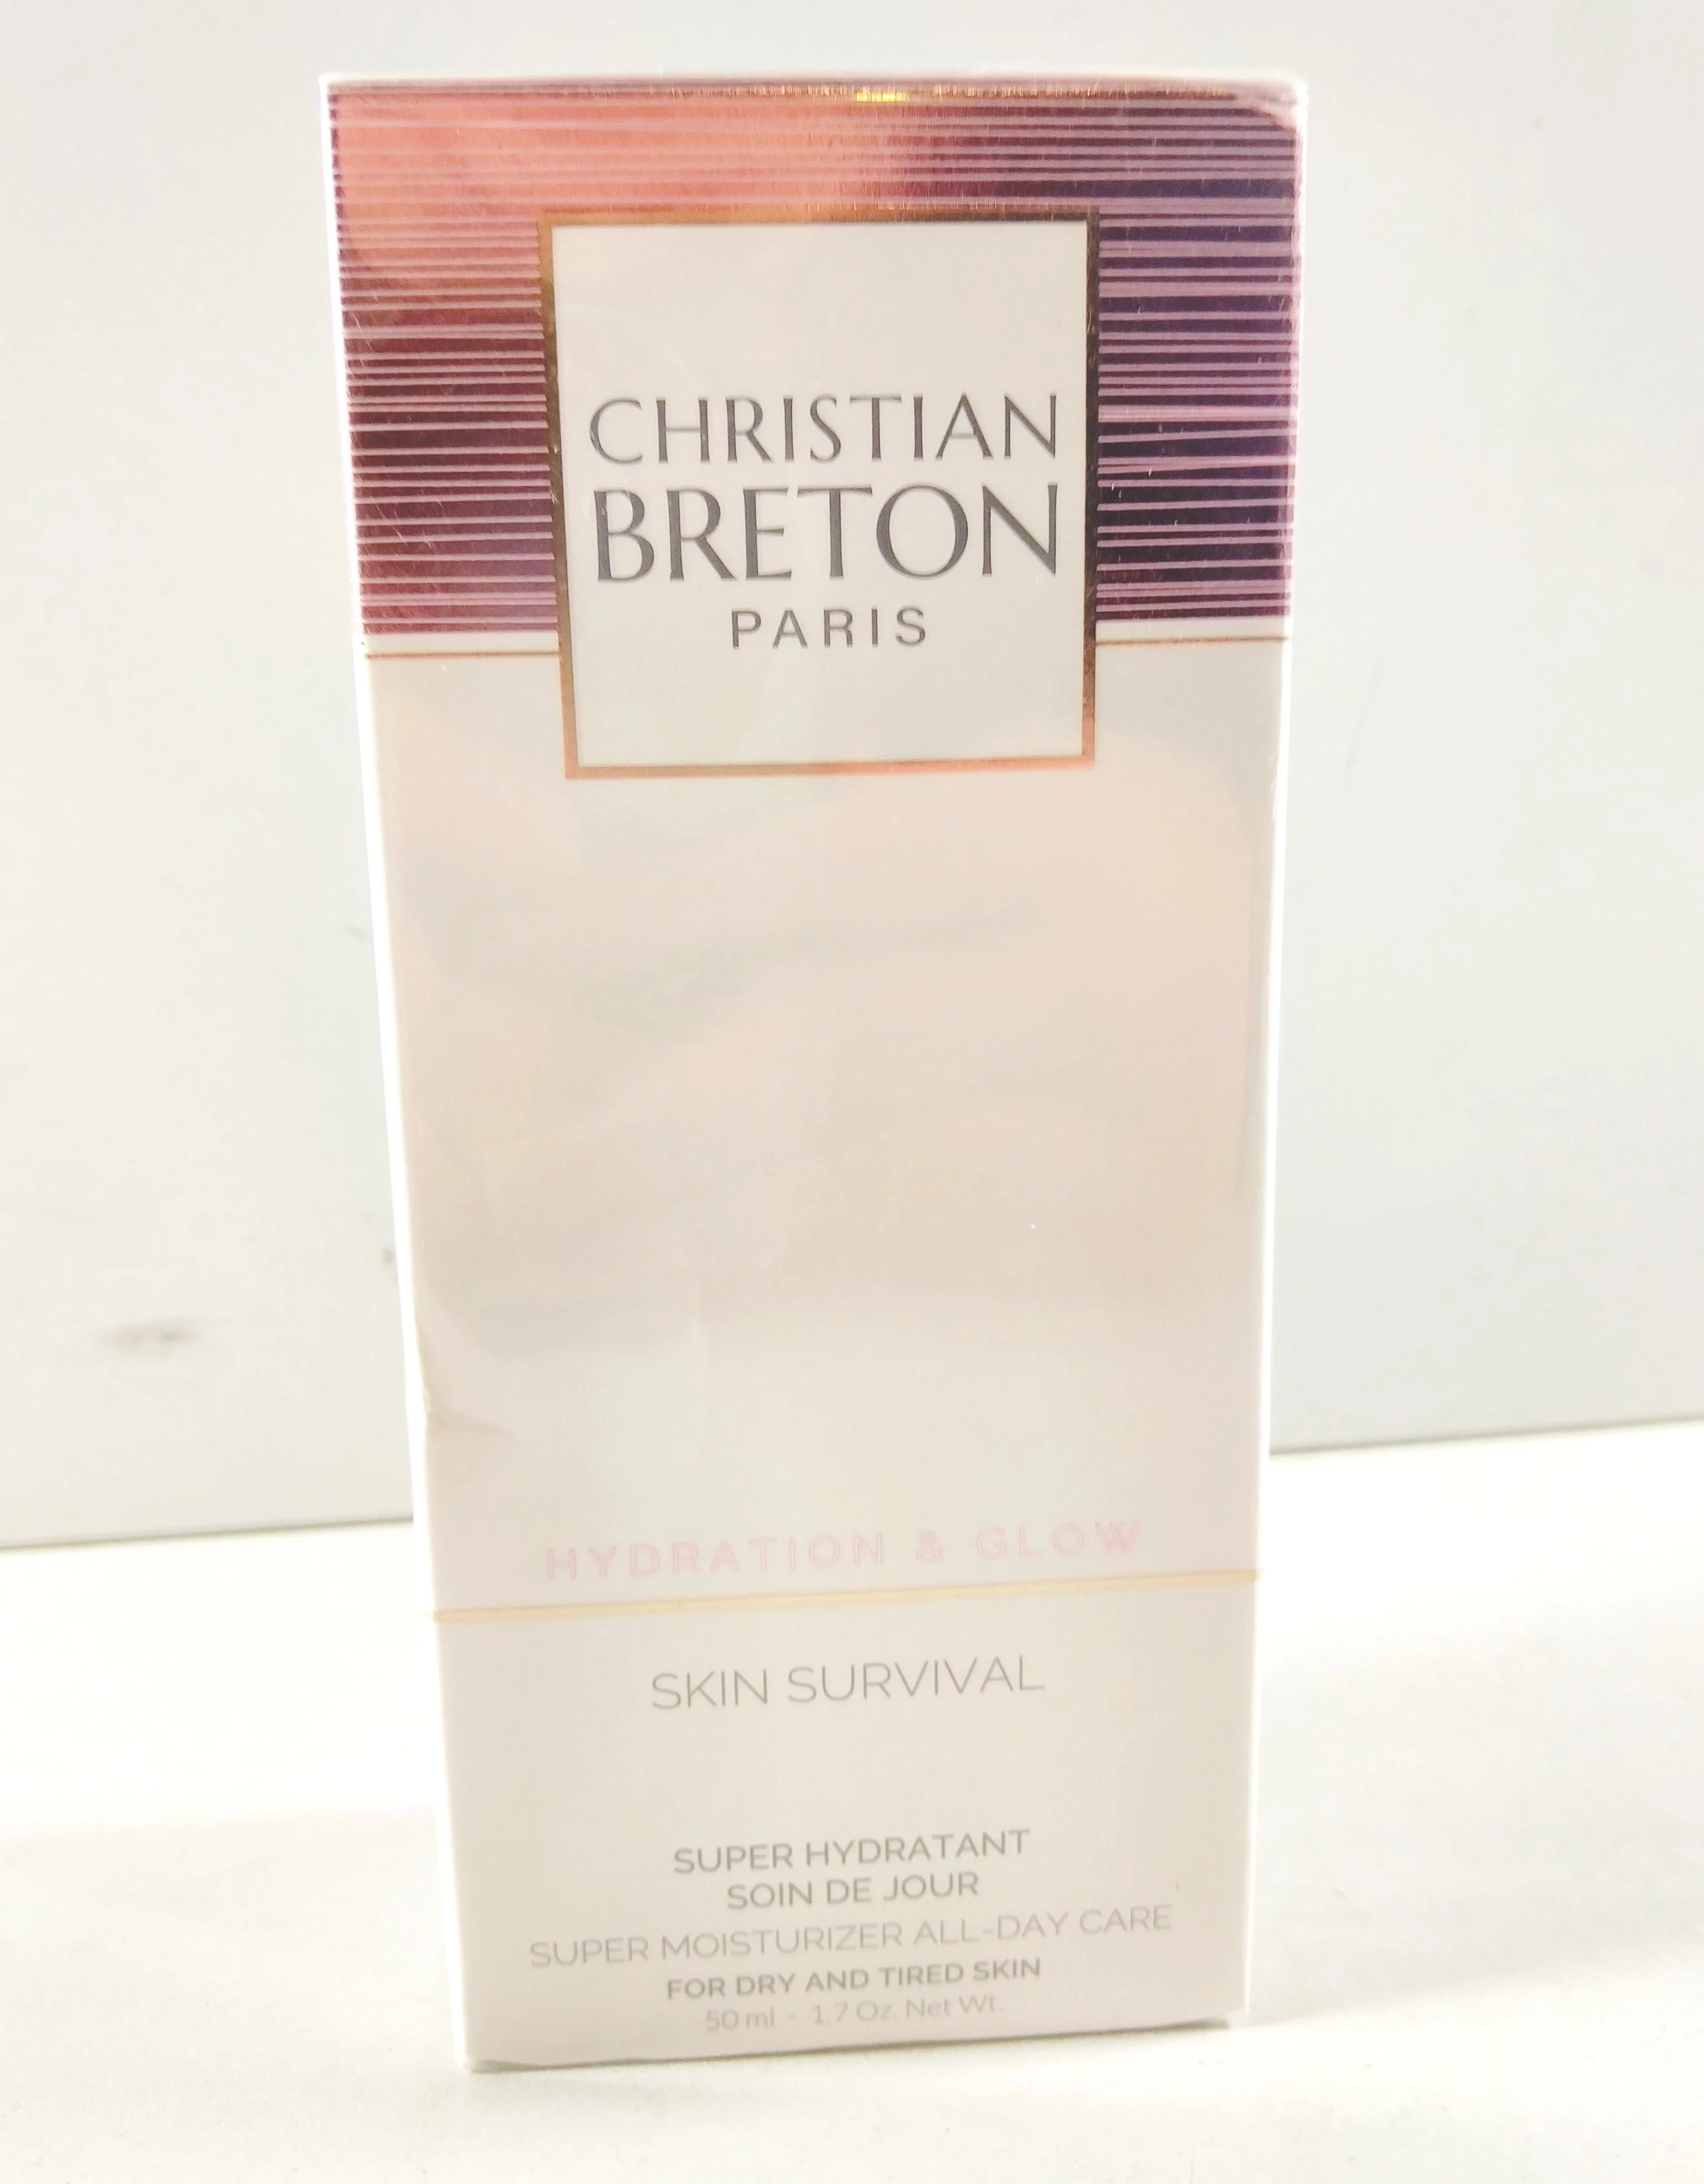 CHRISTIAN
BRETON
PARIS
HYDRATION & GLOW
SKIN SURVIVAL
SUPER HYDRATANT
SOIN DE JOUR
SUPER MOISTURIZER ALL-DAY CARE
FOR DRY AND TIRED SKIN
50 ml - 1.7 Oz. Net Wt.